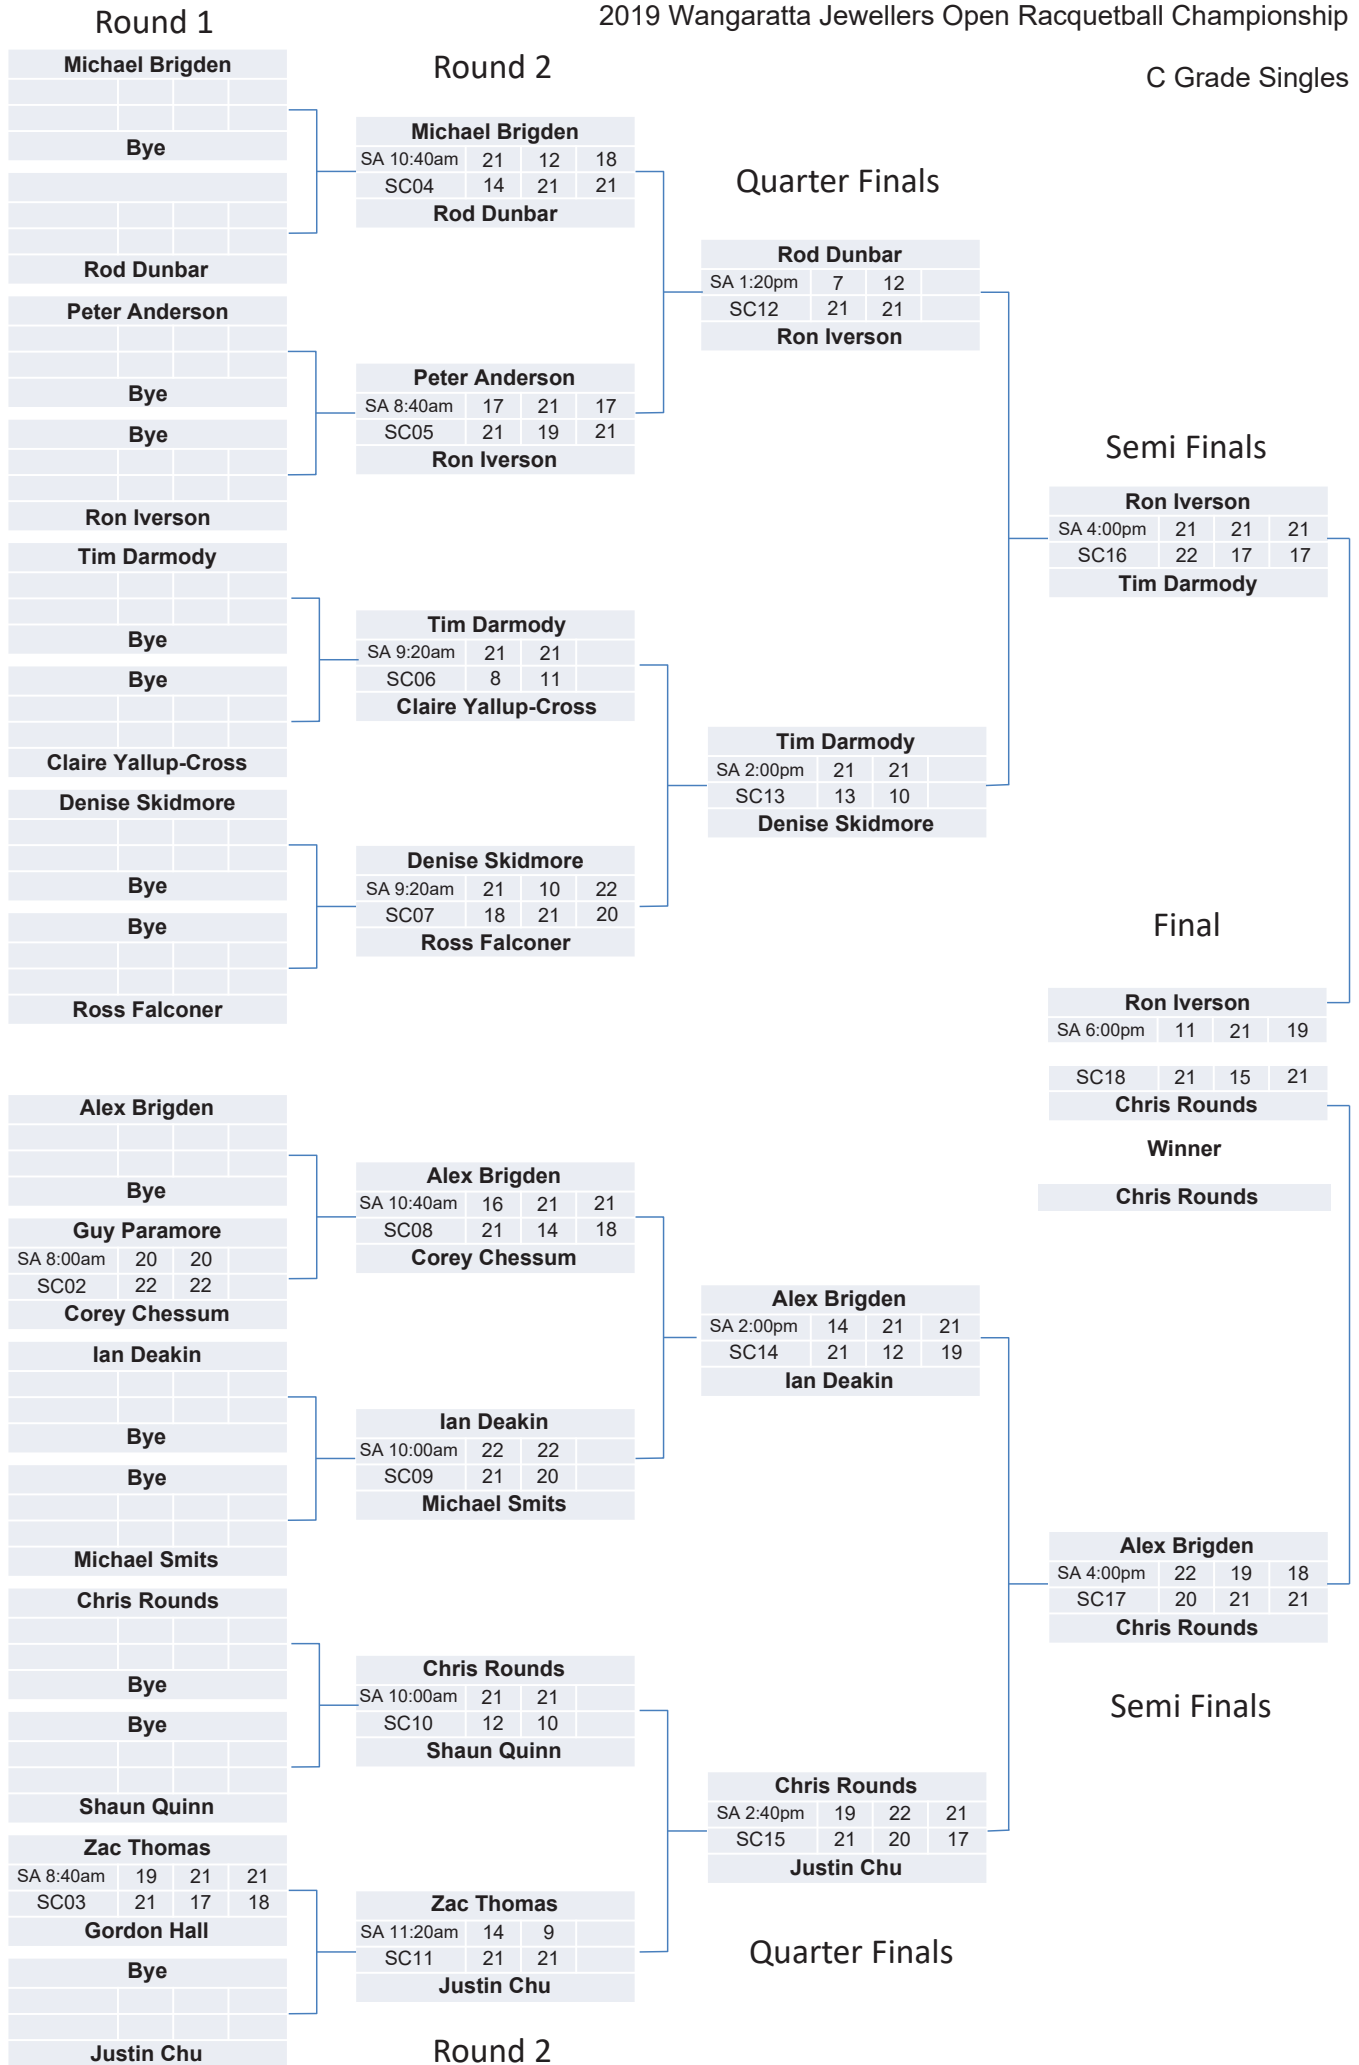 2019 Wangaratta Jewellers Open Racquetball Championship
C Grade Singles
Round 1
Michael Brigden
Bye
Rod Dunbar
Peter Anderson
Bye
Bye
Ron Iverson
Tim Darmody
Bye
Bye
Claire Yallup-Cross
Denise Skidmore
Bye
Bye
Ross Falconer
Alex Brigden
Bye
Guy Paramore
SA 8:00am 20 20
SC02 22 22
Corey Chessum
Ian Deakin
Bye
Bye
Michael Smits
Chris Rounds
Bye
Bye
Shaun Quinn
Zac Thomas
SA 8:40am 19 21 21
SC03 21 17 18
Gordon Hall
Bye
Justin Chu
Round 2
Michael Brigden
SA 10:40am 21 12 18
SC04 14 21 21
Rod Dunbar
Peter Anderson
SA 8:40am 17 21 17
SC05 21 19 21
Ron Iverson
Tim Darmody
SA 9:20am 21 21
SC06 8 11
Claire Yallup-Cross
Denise Skidmore
SA 9:20am 21 10 22
SC07 18 21 20
Ross Falconer
Alex Brigden
SA 10:40am 16 21 21
SC08 21 14 18
Corey Chessum
Ian Deakin
SA 10:00am 22 22
SC09 21 20
Michael Smits
Chris Rounds
SA 10:00am 21 21
SC10 12 10
Shaun Quinn
Zac Thomas
SA 11:20am 14 9
SC11 21 21
Justin Chu
Round 2
Quarter Finals
Rod Dunbar
SA 1:20pm 7 12
SC12 21 21
Ron Iverson
Tim Darmody
SA 2:00pm 21 21
SC13 13 10
Denise Skidmore
Alex Brigden
SA 2:00pm 14 21 21
SC14 21 12 19
Ian Deakin
Chris Rounds
SA 2:40pm 19 22 21
SC15 21 20 17
Justin Chu
Quarter Finals
Semi Finals
Ron Iverson
SA 4:00pm 21 21 21
SC16 22 17 17
Tim Darmody
Final
Ron Iverson
SA 6:00pm 11 21 19
SC18 21 15 21
Chris Rounds
Winner
Chris Rounds
Alex Brigden
SA 4:00pm 22 19 18
SC17 20 21 21
Chris Rounds
Semi Finals